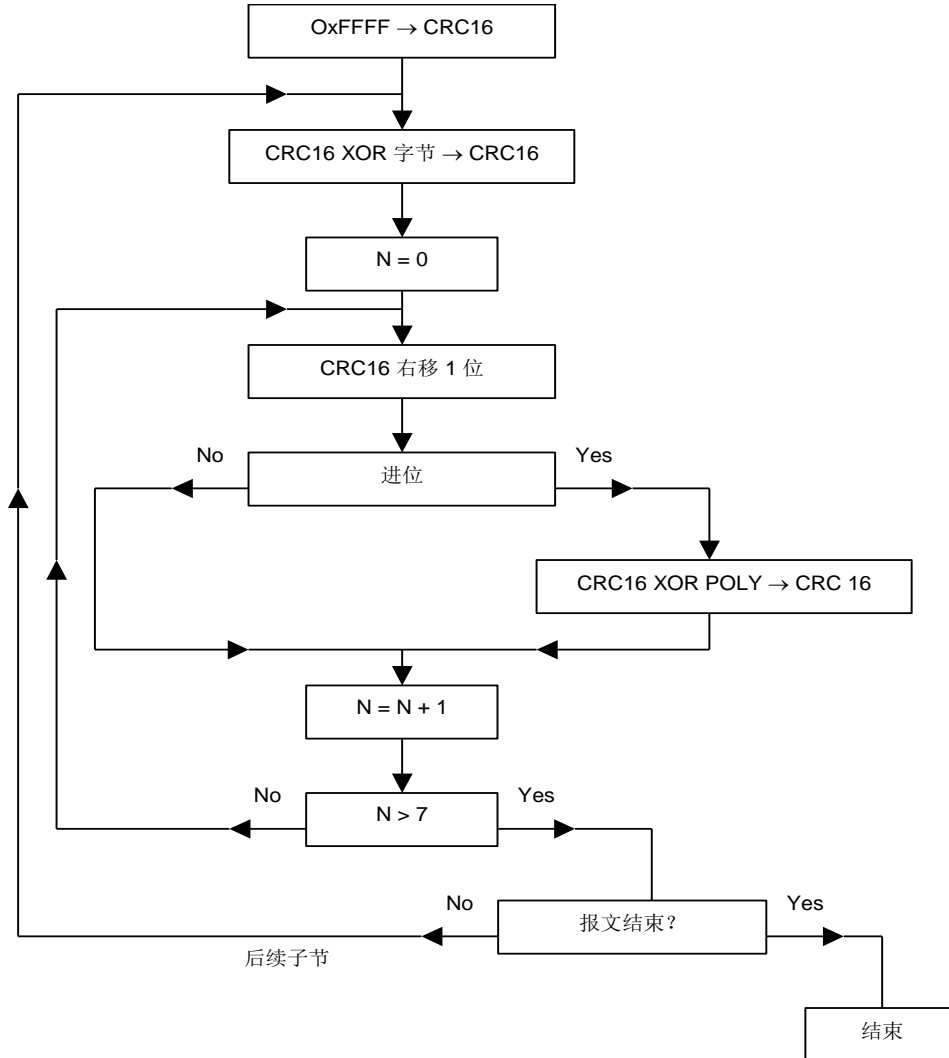 OxFFFF → CRC16
CRC16 XOR 字节 → CRC16
N = 0
CRC16 右移 1 位
No
进位
Yes
CRC16 XOR POLY → CRC 16
N = N + 1
No
N > 7
Yes
No
报文结束？
Yes
后续子节
结束